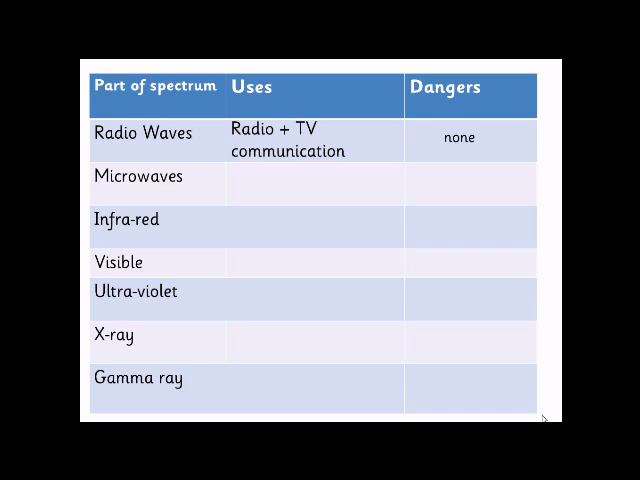 Part of spectrum Uses Dangers
Radio Waves Radio + TV communication none
Microwaves
Infra-red
Visible
Ultra-violet
X-ray
Gamma ray